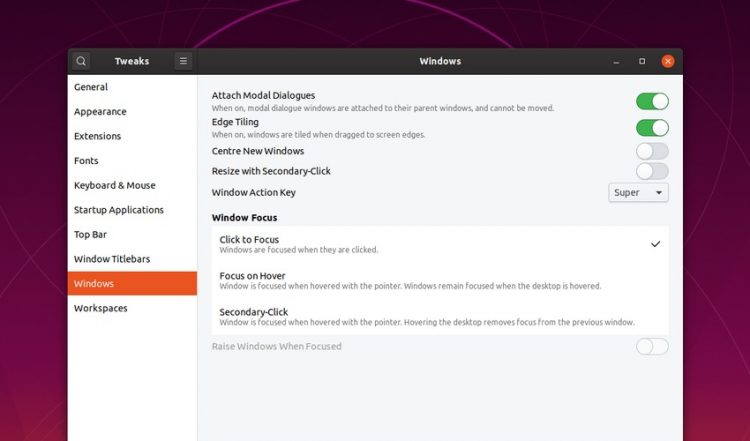 Tweaks
Windows
General
Appearance
Extensions
Fonts
Keyboard & Mouse
Startup Applications
Top Bar
Window Titlebars
Windows
Workspaces
Attach Modal Dialogues
When on, modal dialogue windows are attached to their parent windows, and cannot be moved.
Edge Tiling
When on, windows are tiled when dragged to screen edges.
Centre New Windows
Resize with Secondary-Click
Window Action Key
Super
Window Focus
Click to Focus
Windows are focused when they are clicked.
Focus on Hover
Window is focused when hovered with the pointer. Windows remain focused when the desktop is hovered.
Secondary-Click
Window is focused when hovered with the pointer. Hovering the desktop removes focus from the previous window.
Raise Windows When Focused